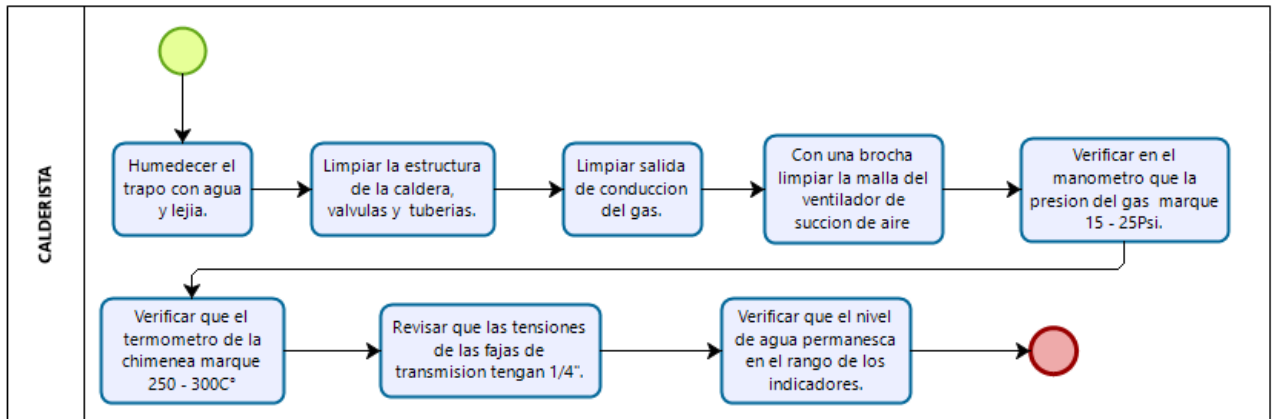 CALDERISTA
Humedecer el
trapo con agua
y lejia.
Limpiar la estructura
de la caldera,
valvulas y tuberias.
Limpiar salida
de conduccion
del gas.
Con una brocha
limpiar la malla del
ventilador de
succion de aire
Verificar en el
manometro que la
presion del gas marque
15 - 25Psi.
Verificar que el
termometro de la
chimenea marque
250 - 300C°
Revisar que las tensiones
de las fajas de
transmision tengan 1/4".
Verificar que el nivel
de agua permanesca
en el rango de los
indicadores.